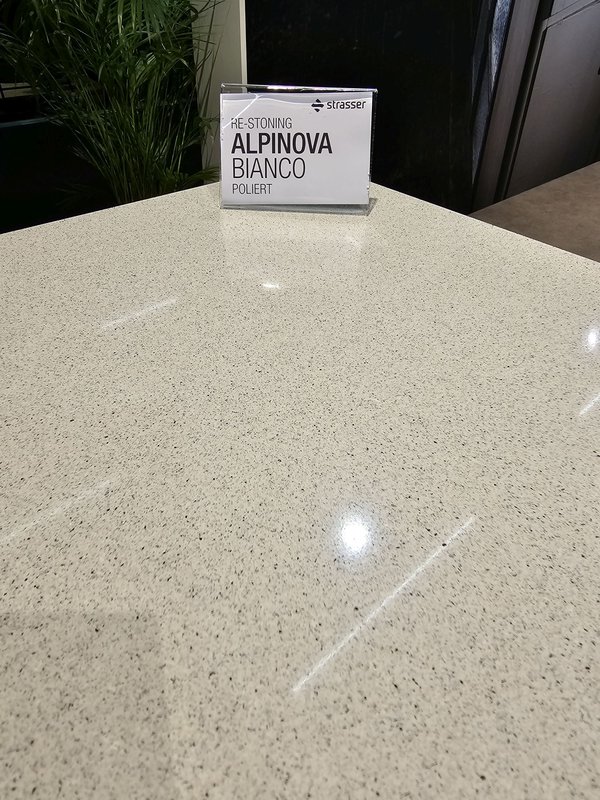 strasser
RE-STONING
ALPINOVA
BIANCO
POLIERT